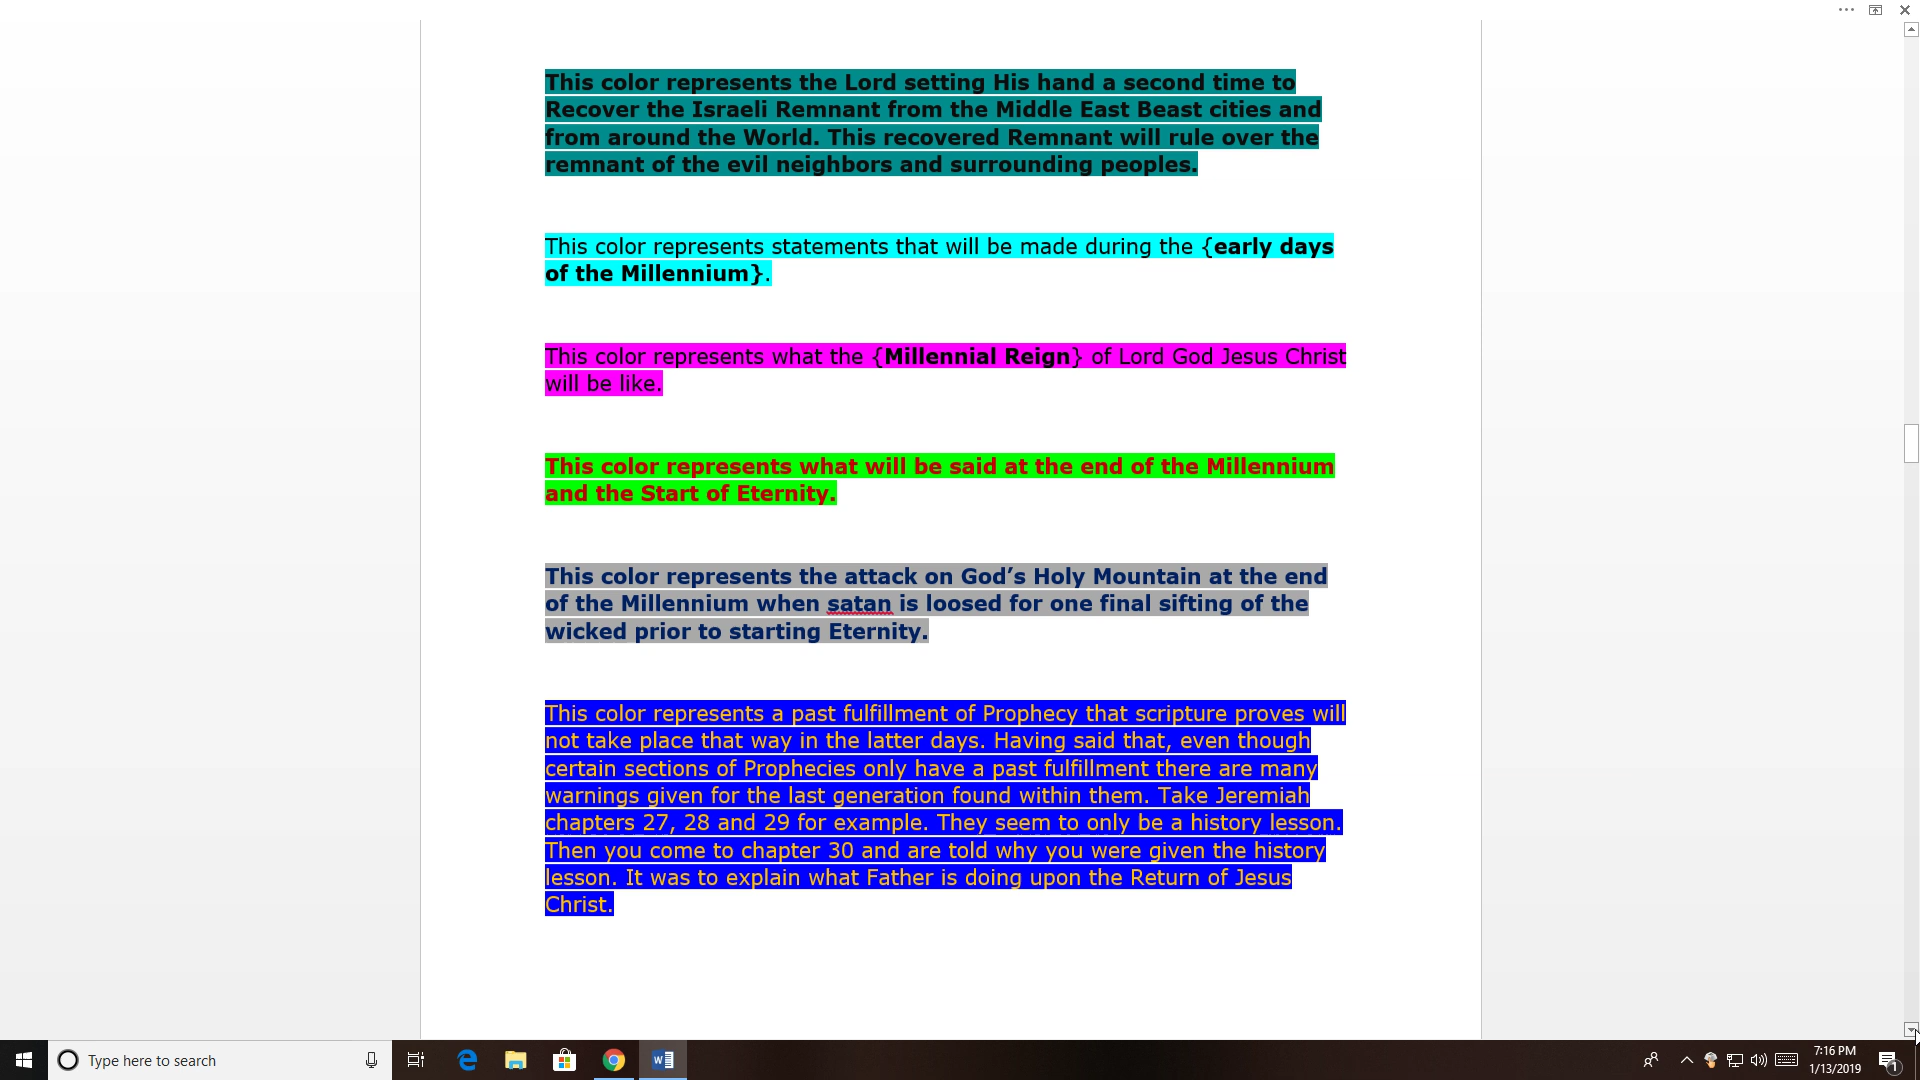 This color represents the Lord setting His hand a second time to
Recover the Israeli Remnant from the Middle East Beast cities and
from around the World. This recovered Remnant will rule over the
remnant of the evil neighbors and surrounding peoples.
This color represents statements that will be made during the {early days
of the Millennium}.
This color represents what the {Millennial Reign} of Lord God Jesus Christ
will be like.
This color represents what will be said at the end of the Millennium
and the Start of Eternity.
This color represents the attack on God’s Holy Mountain at the end
of the Millennium when satan is loosed for one final sifting of the
wicked prior to starting Eternity.
This color represents a past fulfillment of Prophecy that scripture proves will
not take place that way in the latter days. Having said that, even though
certain sections of Prophecies only have a past fulfillment there are many
warnings given for the last generation found within them. Take Jeremiah
chapters 27, 28 and 29 for example. They seem to only be a history lesson.
Then you come to chapter 30 and are told why you were given the history
lesson. It was to explain what Father is doing upon the Return of Jesus
Christ.
Type here to search
7:16 PM
1/13/2019
1